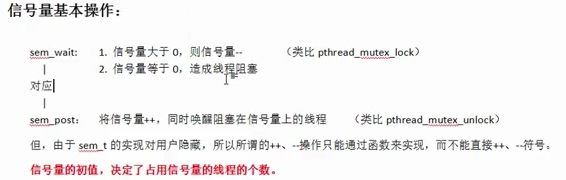 信号量基本操作：
sem_wait: 1. 信号量大于 0，则信号量-- （类比 pthread_mutex_lock）
| 2. 信号量等于 0，造成线程阻塞
对应
|
sem_post： 将信号量++，同时唤醒阻塞在信号量上的线程 （类比 pthread_mutex_unlock）
但，由于 sem_t 的实现对用户隐藏，所以所谓的++、--操作只能通过函数来实现，而不能直接++、--符号。
信号量的初值，决定了占用信号量的线程的个数。